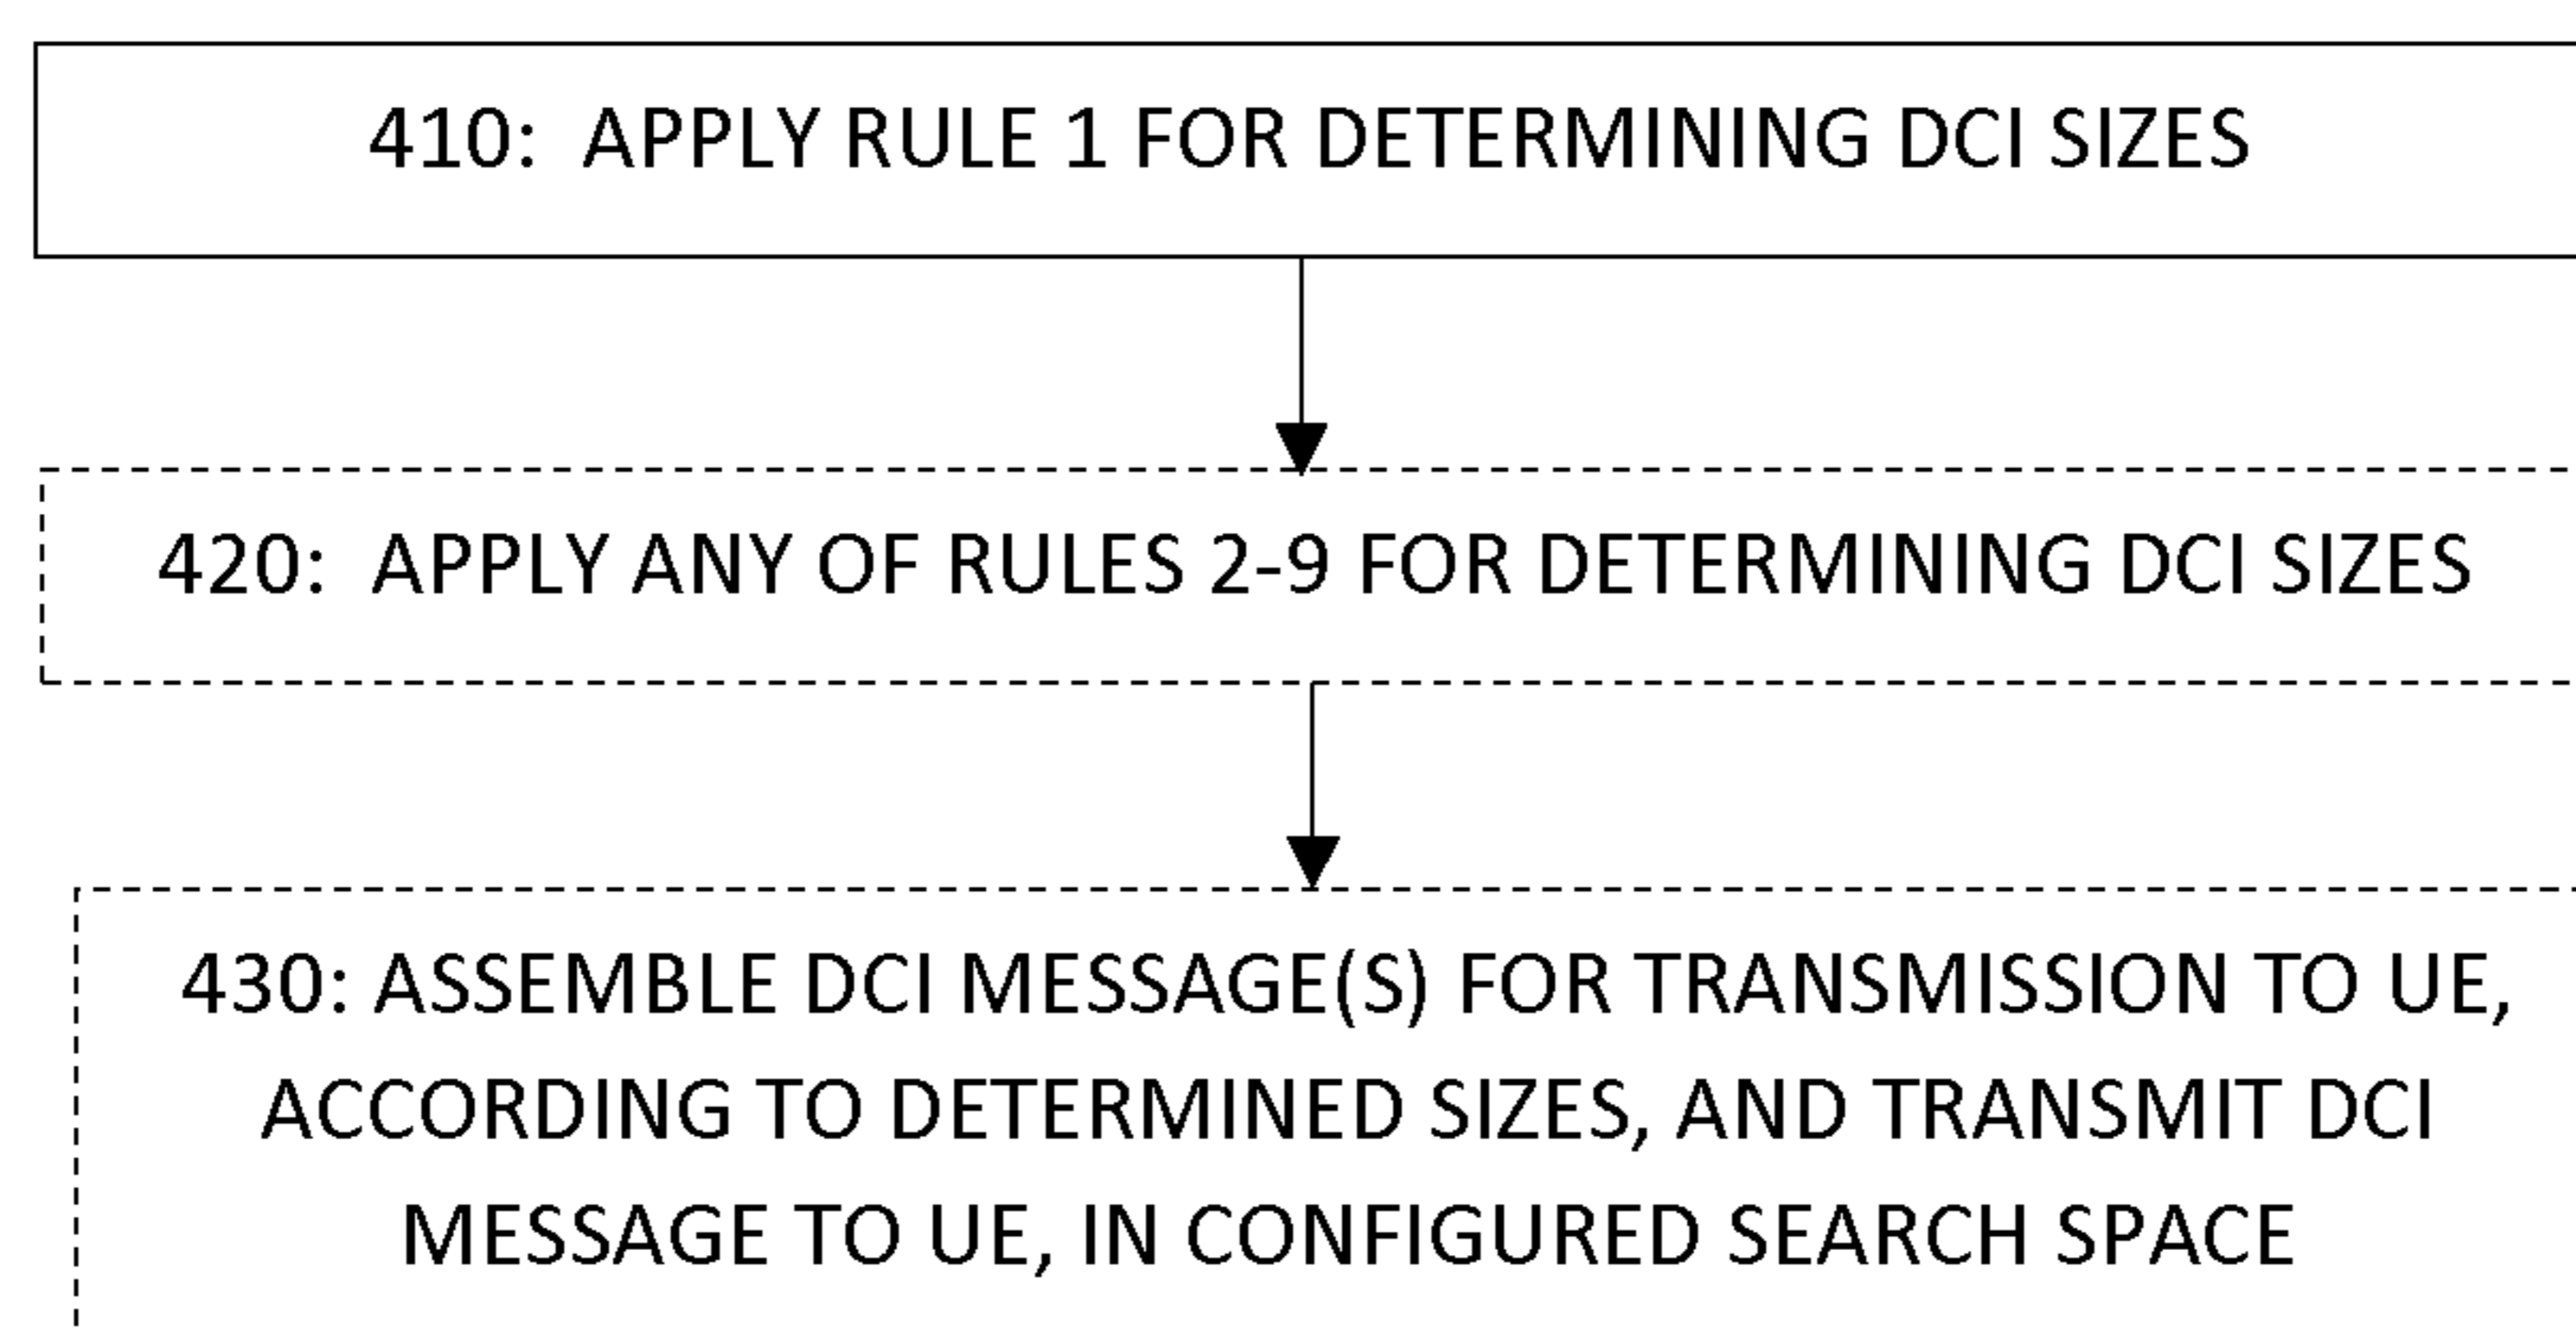 410: APPLY RULE 1 FOR DETERMINING DCI SIZES
420: APPLY ANY OF RULES 2-9 FOR DETERMINING DCI SIZES
430: ASSEMBLE DCI MESSAGE(S) FOR TRANSMISSION TO UE,
ACCORDING TO DETERMINED SIZES, AND TRANSMIT DCI
MESSAGE TO UE, IN CONFIGURED SEARCH SPACE